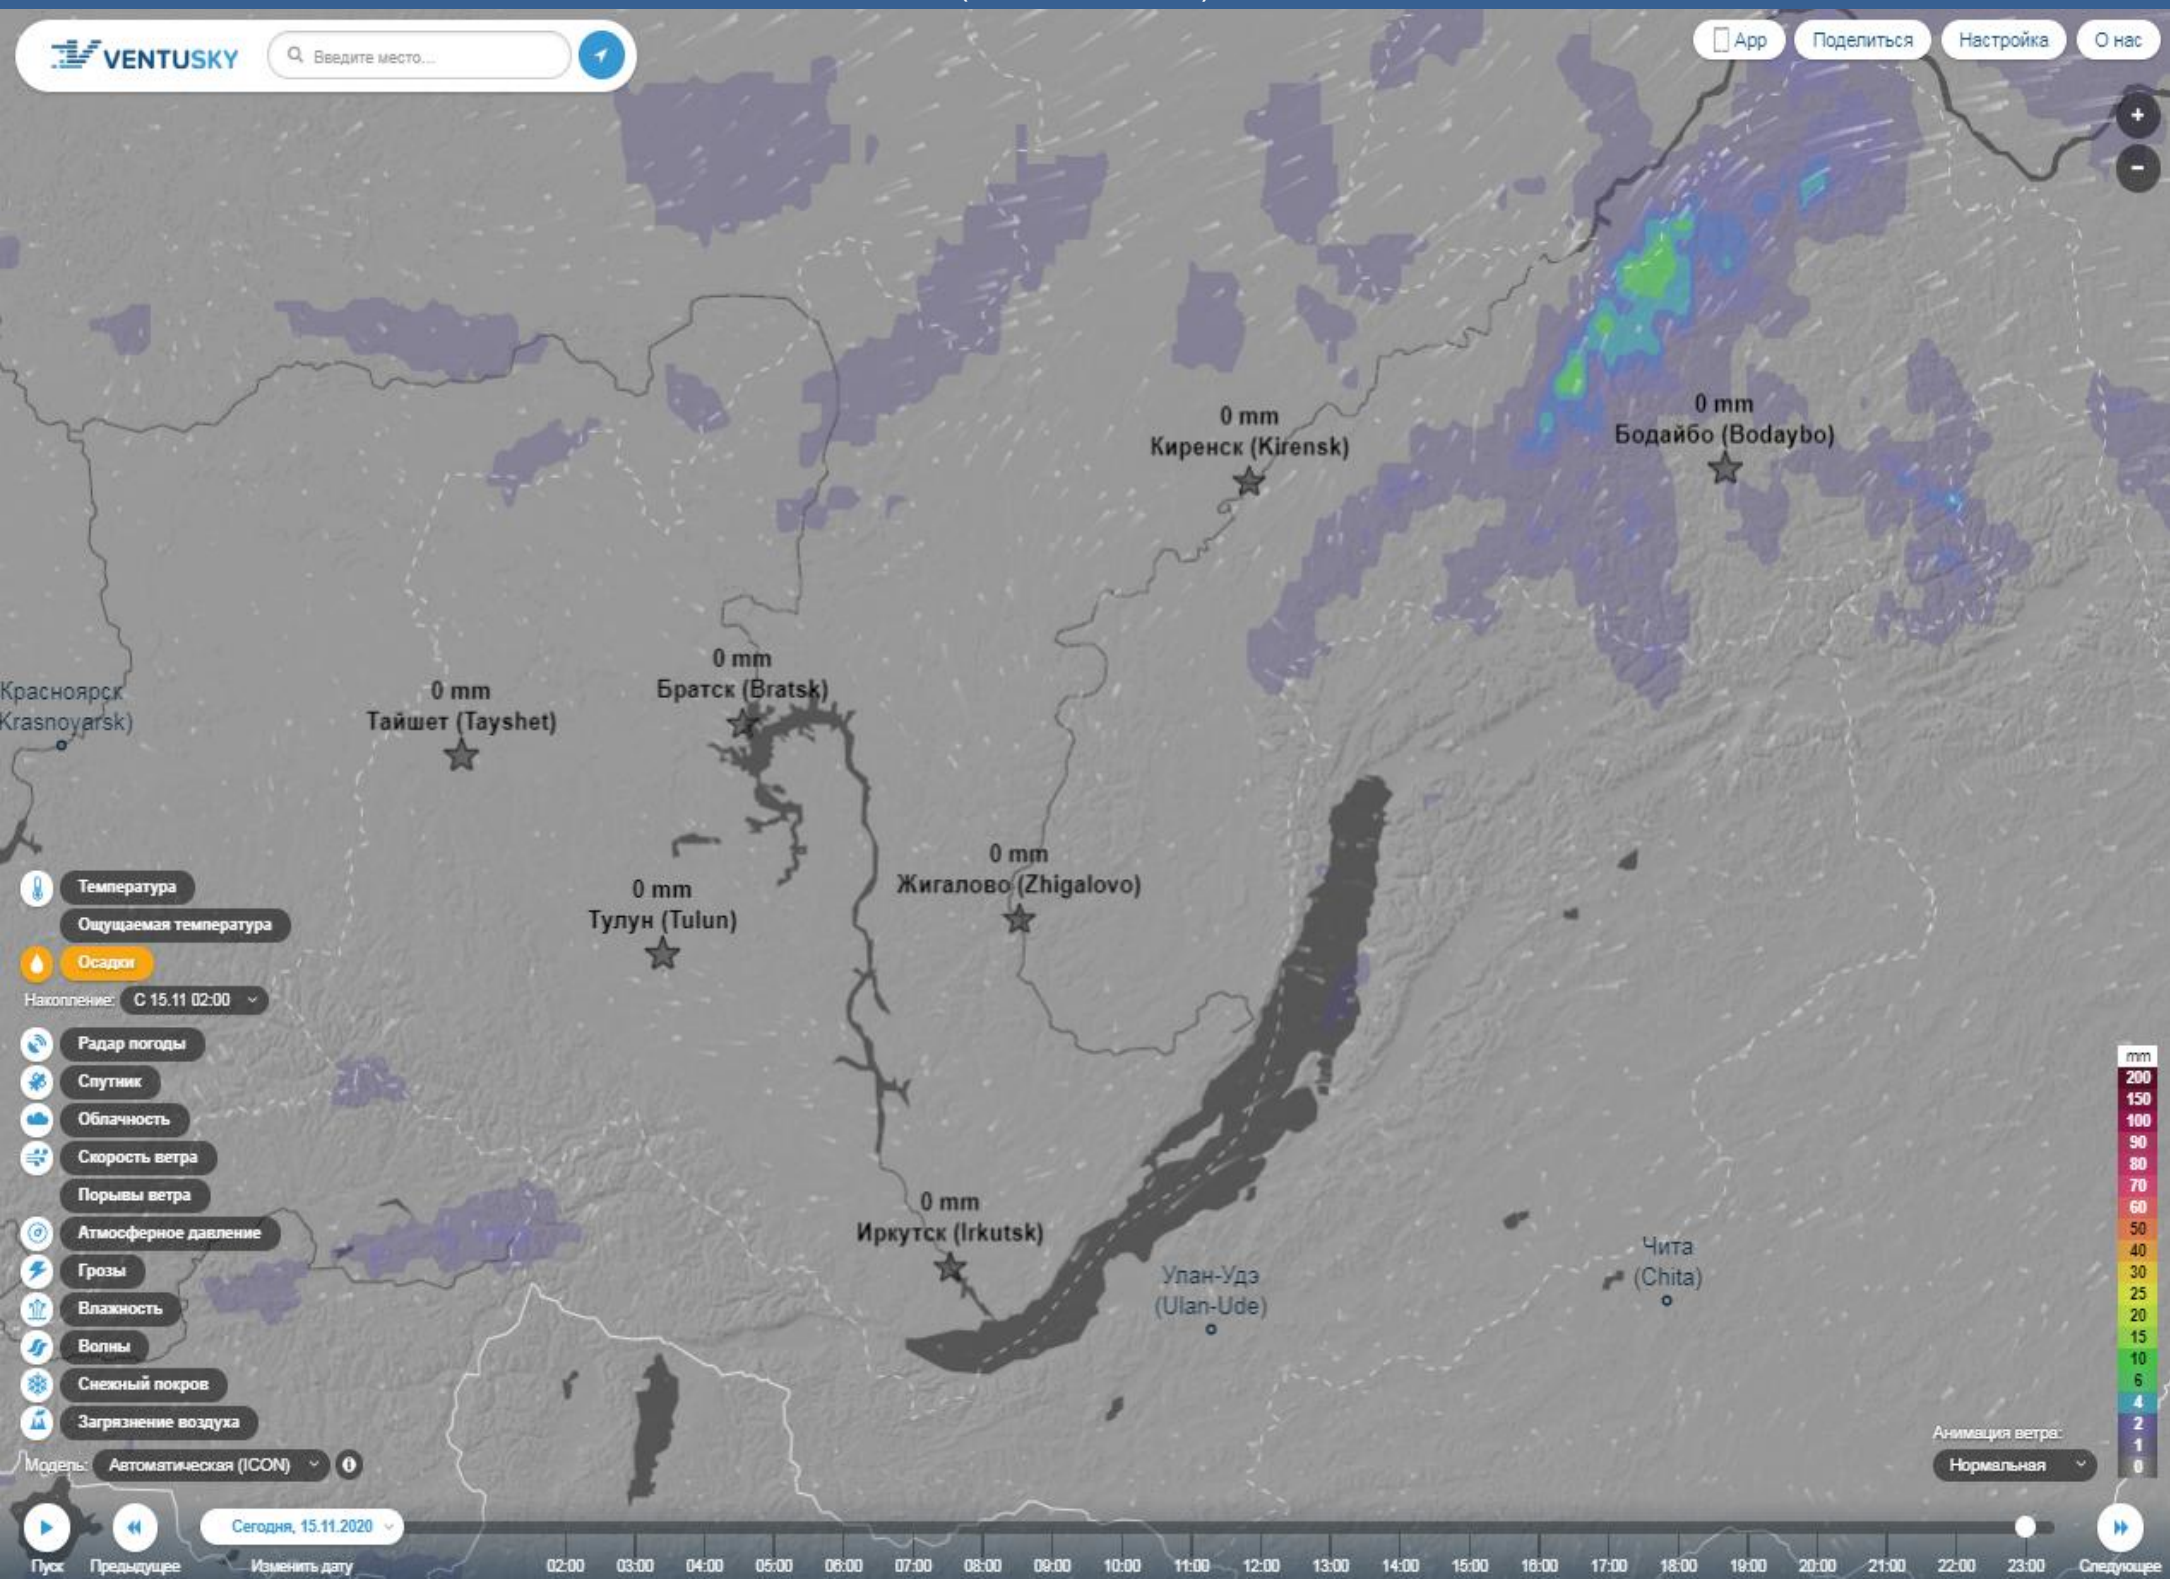 VENTUSKY
Введите место...
App
Поделиться
Настройка
О нас
+
−
0 mm
Киренск (Kirensk)
0 mm
Бодайбо (Bodaybo)
0 mm
Братск (Bratsk)
Красноярск
Krasnoyarsk)
0 mm
Тайшет (Tayshet)
0 mm
Жигалово (Zhigalovo)
0 mm
Тулун (Tulun)
0 mm
Иркутск (Irkutsk)
Улан-Удэ
(Ulan-Ude)
Чита
(Chita)
Температура
Ощущаемая температура
Осадки
Накопление: С 15.11 02:00
Радар погоды
Спутник
Облачность
Скорость ветра
Порывы ветра
Атмосферное давление
Грозы
Влажность
Волны
Снежный покров
Загрязнение воздуха
Модель: Автоматическая (ICON)
mm
200
150
100
90
80
70
60
50
40
30
25
20
15
10
6
4
2
1
0
Анимация ветра:
Нормальная
Сегодня, 15.11.2020
Пуск
Предыдущее
Изменить дату
02:00 03:00 04:00 05:00 06:00 07:00 08:00 09:00 10:00 11:00 12:00 13:00 14:00 15:00 16:00 17:00 18:00 19:00 20:00 21:00 22:00 23:00
Следующее